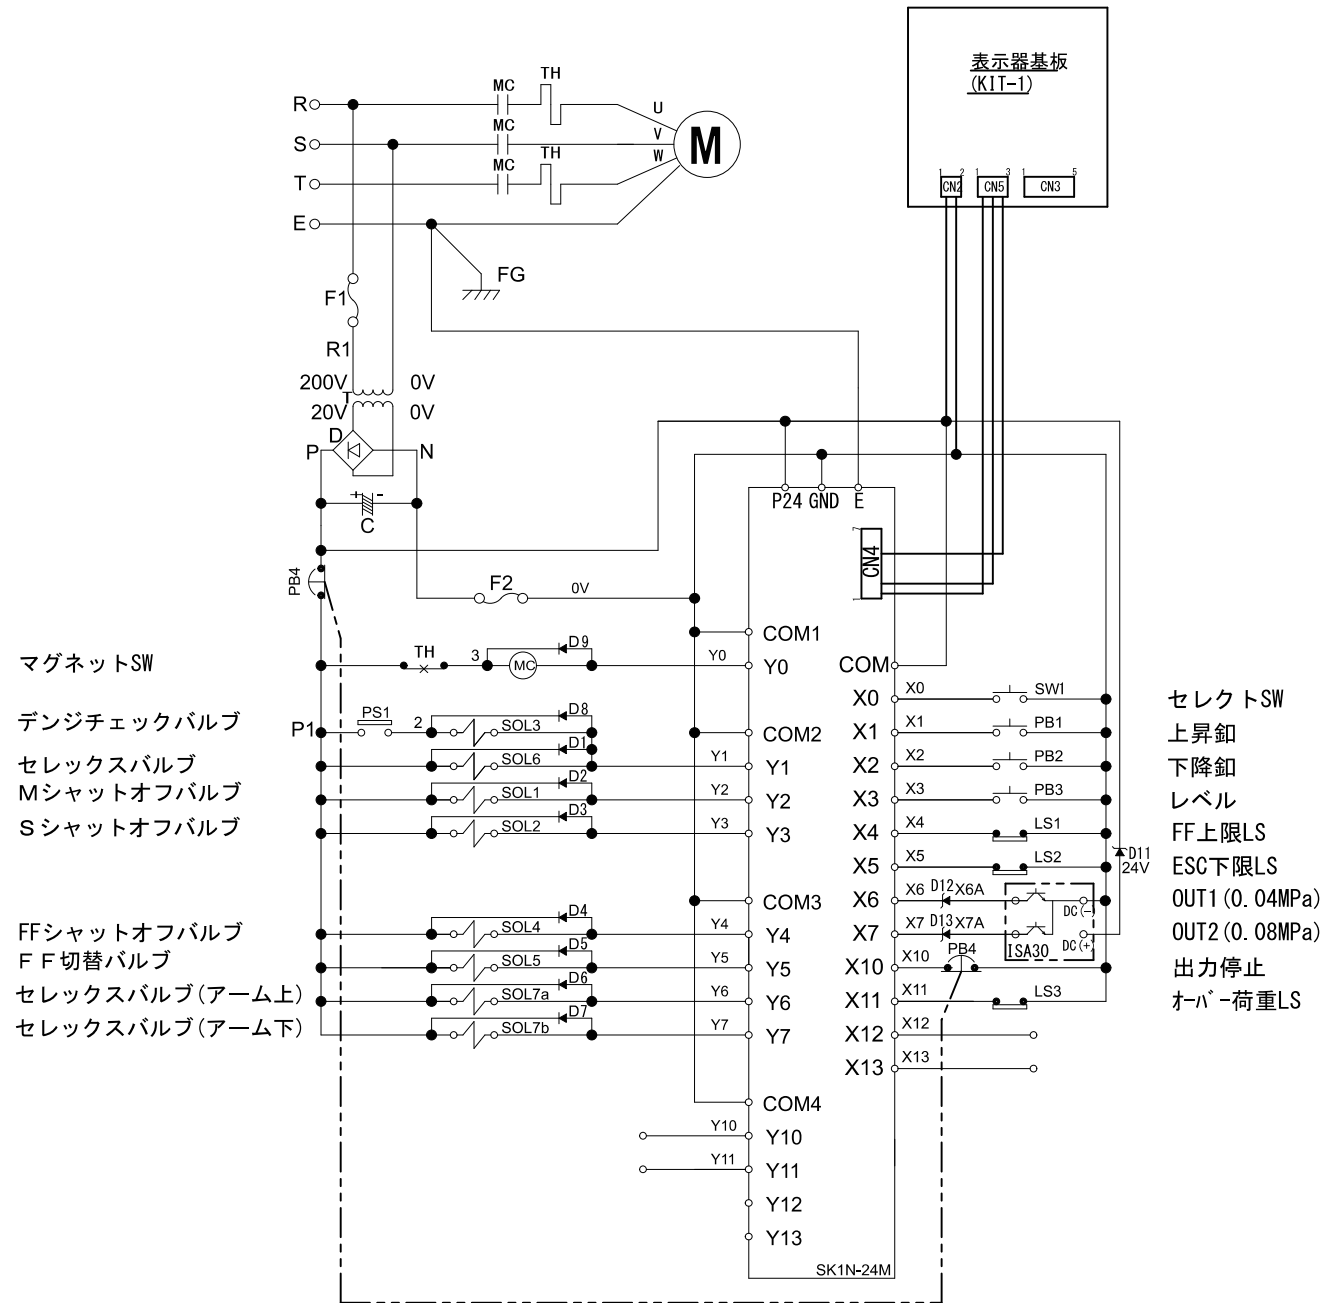 表示器基板
(KIT-1)
1 2 1 3 1 5
CN2 CN5 CN3
R MC TH U
S MC V M
T MC TH W
E
FG
F1
R1
200V 0V
T
20V 0V
D
P N
+ -
C
P24 GND E
7
CN4
1
PB4
F2 0V
COM1
マグネットSW TH 3 MC D9 Y0 Y0 COM
X0 X0 SW1 セレクトSW
デンジチェックバルブ P1 PS1 2 SOL3 D8 COM2 X1 X1 PB1 上昇釦
セレックスバルブ SOL6 D1 Y1 Y1 X2 X2 PB2 下降釦
Mシャットオフバルブ SOL1 D2 Y2 Y2 X3 X3 PB3 レベル
Sシャットオフバルブ SOL2 D3 Y3 Y3 X4 X4 LS1 FF上限LS
D11
24V
X5 X5 LS2 ESC下限LS
COM3 X6 X6 D12 X6A DC(-) OUT1(0.04MPa)
FFシャットオフバルブ SOL4 D4 Y4 Y4 X7 X7 D13 X7A ISA30 DC(+) OUT2(0.08MPa)
FF切替バルブ SOL5 D5 Y5 Y5 X10 X10 PB4 出力停止
セレックスバルブ(アーム上) SOL7a D6 Y6 Y6 X11 X11 LS3 オーバー荷重LS
セレックスバルブ(アーム下) SOL7b D7 Y7 Y7 X12 X12
X13 X13
COM4
Y10 Y10
Y11 Y11
Y12
Y13
SK1N-24M